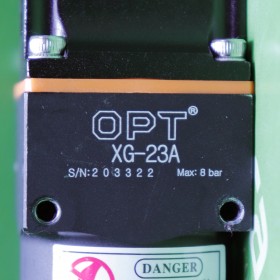 OPT®
XG-23A
S/N: 203322 Max: 8 bar
DANGER